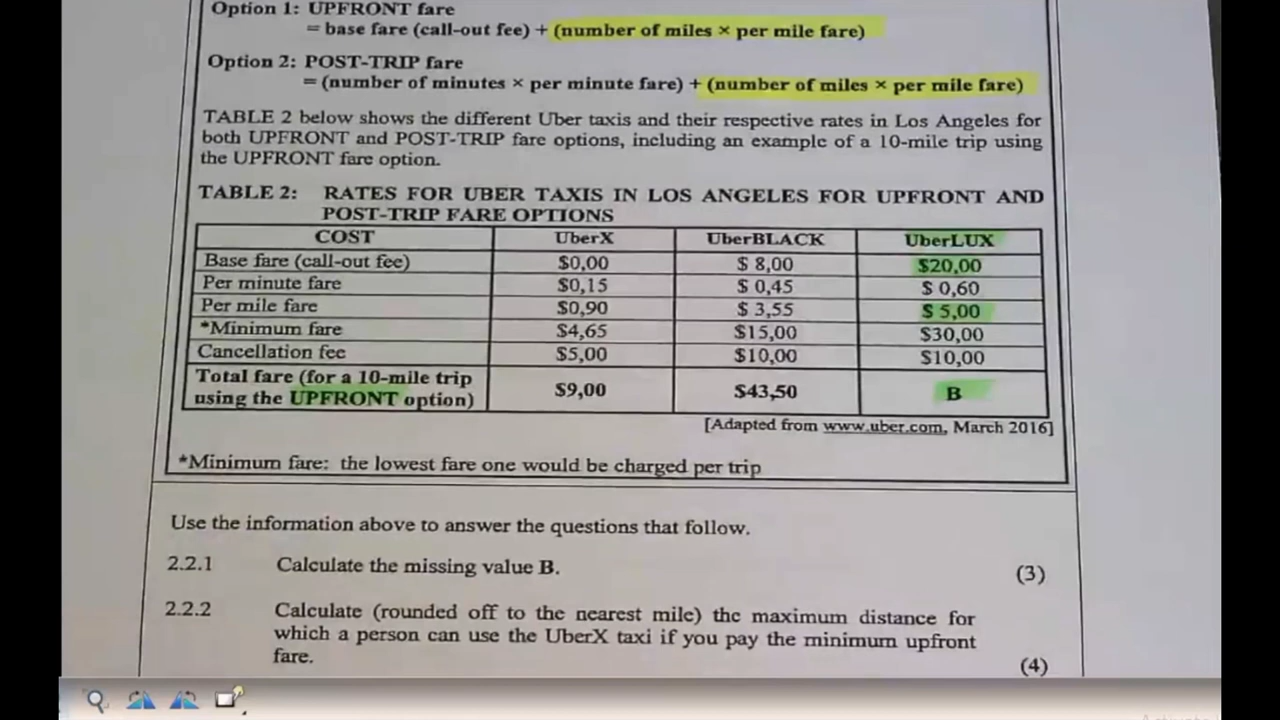 Option 1: UPFRONT fare
= base fare (call-out fee) + (number of miles × per mile fare)
Option 2: POST-TRIP fare
= (number of minutes × per minute fare) + (number of miles × per mile fare)
TABLE 2 below shows the different Uber taxis and their respective rates in Los Angeles for
both UPFRONT and POST-TRIP fare options, including an example of a 10-mile trip using
the UPFRONT fare option.
TABLE 2: RATES FOR UBER TAXIS IN LOS ANGELES FOR UPFRONT AND
POST-TRIP FARE OPTIONS
COST UberX UberBLACK UberLUX
Base fare (call-out fee) $0,00 $ 8,00 $20,00
Per minute fare $0,15 $ 0,45 $ 0,60
Per mile fare $0,90 $ 3,55 $ 5,00
*Minimum fare $4,65 $15,00 $30,00
Cancellation fee $5,00 $10,00 $10,00
Total fare (for a 10-mile trip
using the UPFRONT option) $9,00 $43,50 B
[Adapted from www.uber.com, March 2016]
*Minimum fare: the lowest fare one would be charged per trip
Use the information above to answer the questions that follow.
2.2.1 Calculate the missing value B. (3)
2.2.2 Calculate (rounded off to the nearest mile) the maximum distance for
which a person can use the UberX taxi if you pay the minimum upfront
fare. (4)